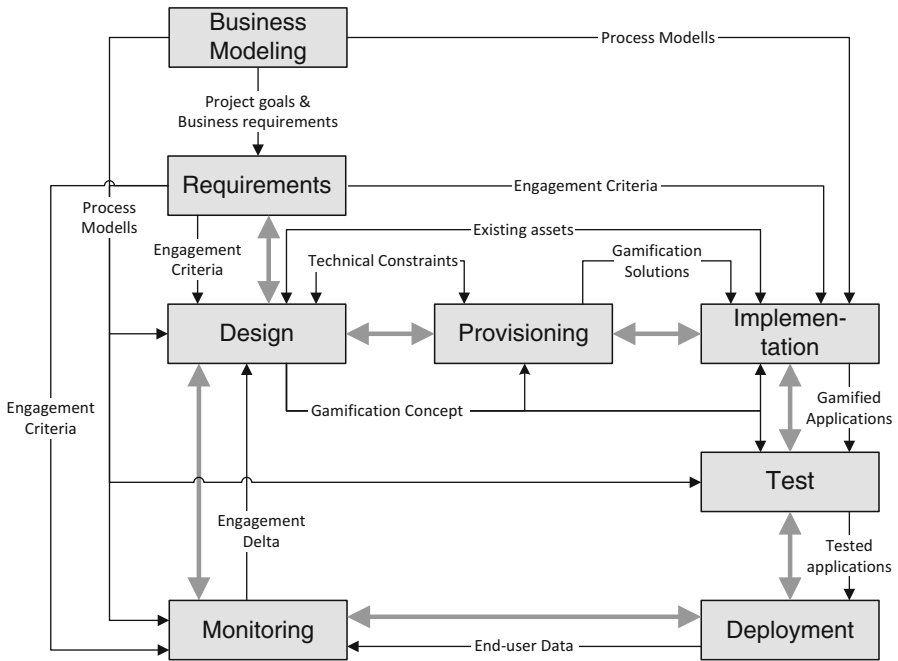 Business
Modeling
Process Modells
Project goals &
Business requirements
Requirements
Engagement Criteria
Process
Modells
Engagement
Criteria
Existing assets
Technical Constraints
Gamification
Solutions
Design
Provisioning
Implemen-
tation
Engagement
Criteria
Gamification Concept
Gamified
Applications
Test
Engagement
Delta
Tested
applications
Monitoring
Deployment
End-user Data